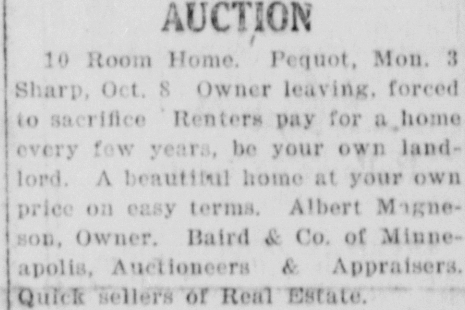 AUCTION
10 Room Home. Pequot, Mon. 3
Sharp, Oct. 8 Owner leaving, forced
to sacrifice Renters pay for a home
every few years, be your own land-
lord. A beautiful home at your own
price on easy terms. Albert Magne-
son, Owner. Baird & Co. of Minne-
apolis, Auctioneers & Appraisers.
Quick sellers of Real Estate.